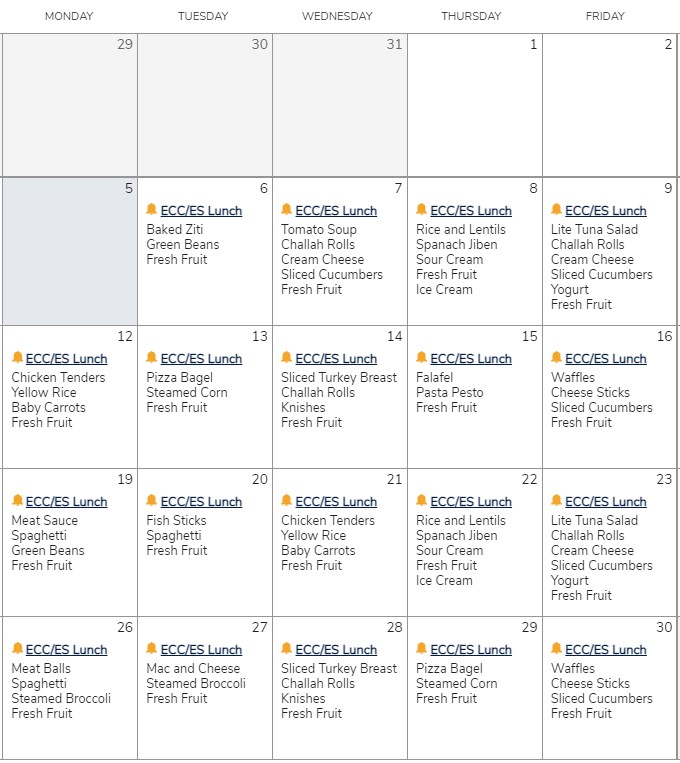 MONDAY TUESDAY WEDNESDAY THURSDAY FRIDAY
29 30 31 1 2
5
6
ECC/ES Lunch
Baked Ziti
Green Beans
Fresh Fruit
7
ECC/ES Lunch
Tomato Soup
Challah Rolls
Cream Cheese
Sliced Cucumbers
Fresh Fruit
8
ECC/ES Lunch
Rice and Lentils
Spanach Jiben
Sour Cream
Fresh Fruit
Ice Cream
9
ECC/ES Lunch
Lite Tuna Salad
Challah Rolls
Cream Cheese
Sliced Cucumbers
Yogurt
Fresh Fruit
12
ECC/ES Lunch
Chicken Tenders
Yellow Rice
Baby Carrots
Fresh Fruit
13
ECC/ES Lunch
Pizza Bagel
Steamed Corn
Fresh Fruit
14
ECC/ES Lunch
Sliced Turkey Breast
Challah Rolls
Knishes
Fresh Fruit
15
ECC/ES Lunch
Falafel
Pasta Pesto
Fresh Fruit
16
ECC/ES Lunch
Waffles
Cheese Sticks
Sliced Cucumbers
Fresh Fruit
19
ECC/ES Lunch
Meat Sauce
Spaghetti
Green Beans
Fresh Fruit
20
ECC/ES Lunch
Fish Sticks
Spaghetti
Fresh Fruit
21
ECC/ES Lunch
Chicken Tenders
Yellow Rice
Baby Carrots
Fresh Fruit
22
ECC/ES Lunch
Rice and Lentils
Spanach Jiben
Sour Cream
Fresh Fruit
Ice Cream
23
ECC/ES Lunch
Lite Tuna Salad
Challah Rolls
Cream Cheese
Sliced Cucumbers
Yogurt
Fresh Fruit
26
ECC/ES Lunch
Meat Balls
Spaghetti
Steamed Broccoli
Fresh Fruit
27
ECC/ES Lunch
Mac and Cheese
Steamed Broccoli
Fresh Fruit
28
ECC/ES Lunch
Sliced Turkey Breast
Challah Rolls
Knishes
Fresh Fruit
29
ECC/ES Lunch
Pizza Bagel
Steamed Corn
Fresh Fruit
30
ECC/ES Lunch
Waffles
Cheese Sticks
Sliced Cucumbers
Fresh Fruit